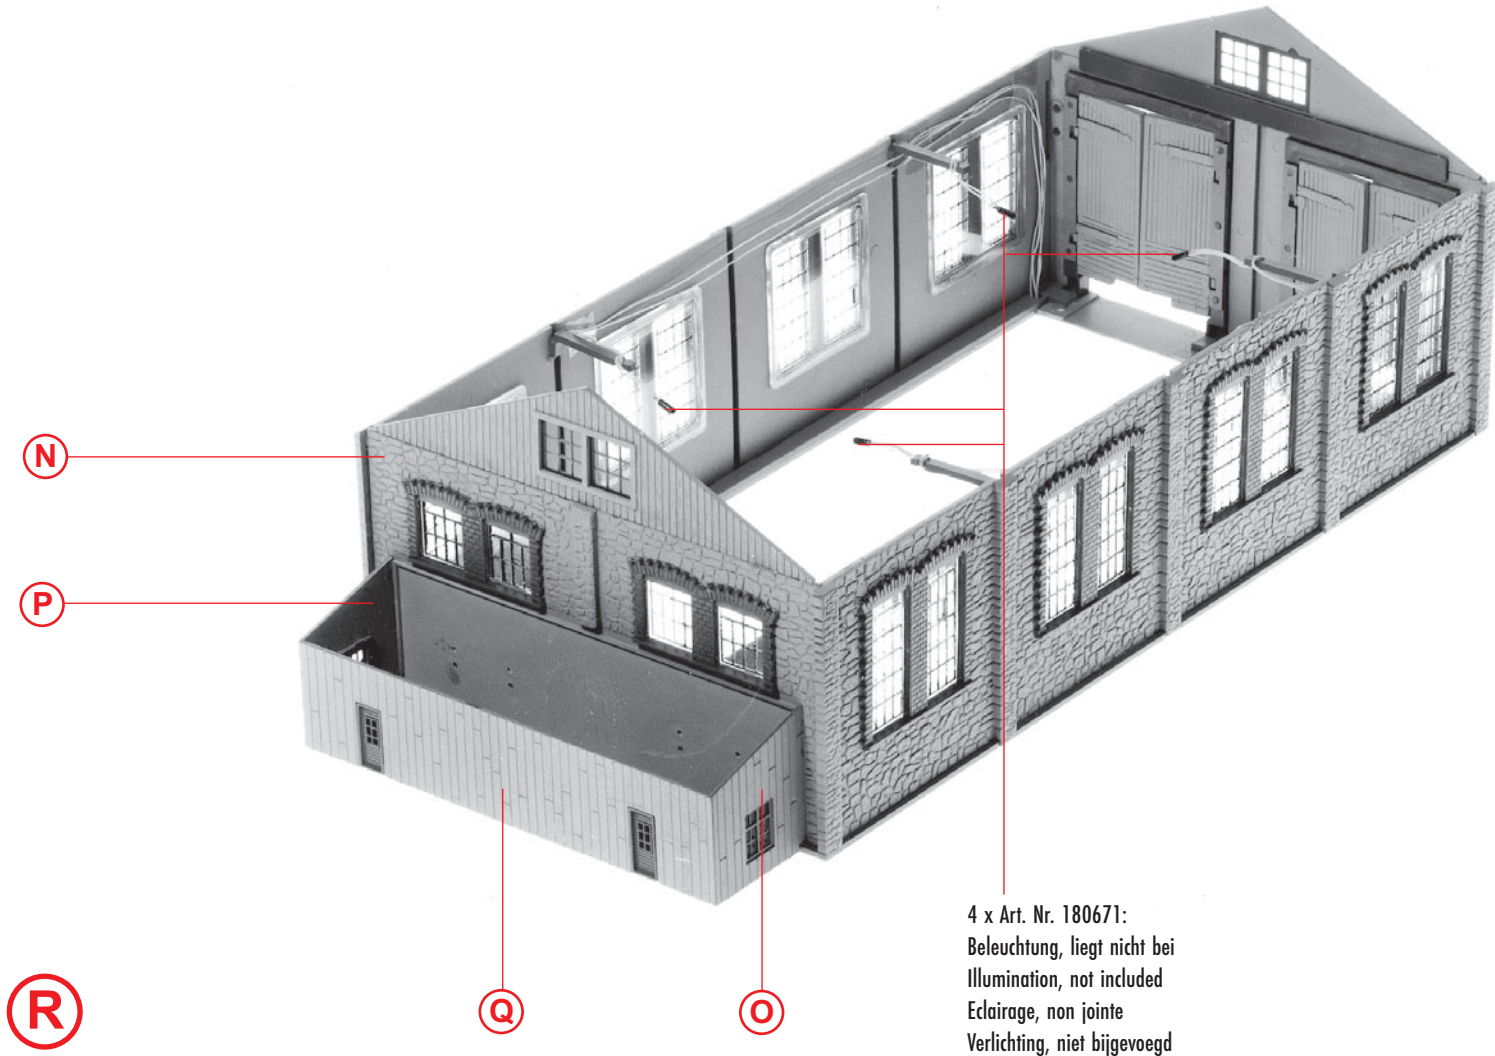 N
P
R
Q
O
4 x Art. Nr. 180671:
Beleuchtung, liegt nicht bei
Illumination, not included
Eclairage, non jointe
Verlichting, niet bijgevoegd